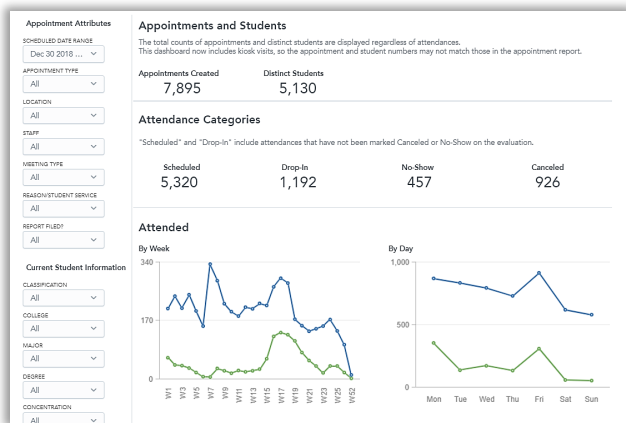 Appointment Attributes
SCHEDULED DATE RANGE
Dec 30 2018 ...
APPOINTMENT TYPE
All
LOCATION
All
STAFF
All
MEETING TYPE
All
REASON/STUDENT SERVICE
All
REPORT FILED?
All
Current Student Information
CLASSIFICATION
All
COLLEGE
All
MAJOR
All
DEGREE
All
CONCENTRATION
All
Appointments and Students
The total counts of appointments and distinct students are displayed regardless of attendances.
This dashboard now includes kiosk visits, so the appointment and student numbers may not match those in the appointment report.
Appointments Created
7,895
Distinct Students
5,130
Attendance Categories
"Scheduled" and "Drop-In" include attendances that have not been marked Canceled or No-Show on the evaluation.
Scheduled
5,320
Drop-In
1,192
No-Show
457
Canceled
926
Attended
By Week
340
170
0
W1 W3 W5 W7 W9 W11 W13 W15 W17 W19 W21 W23 W25 W52
By Day
1,000
500
0
Mon Tue Wed Thu Fri Sat Sun